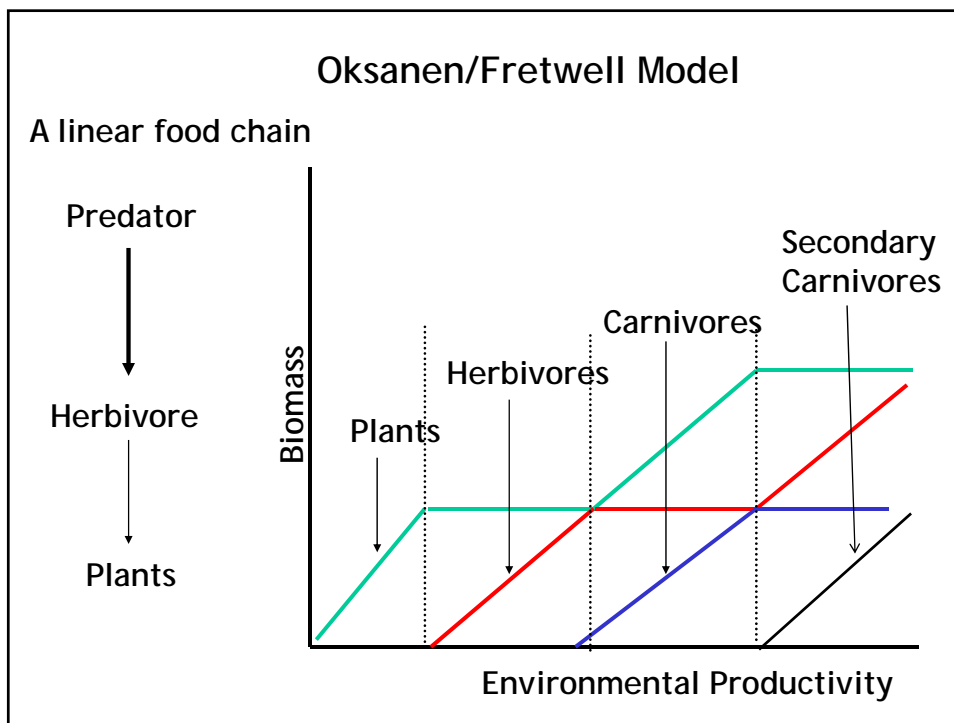 Oksanen/Fretwell Model
A linear food chain
Predator
Herbivore
Plants
Biomass
Plants
Herbivores
Carnivores
Secondary
Carnivores
Environmental Productivity